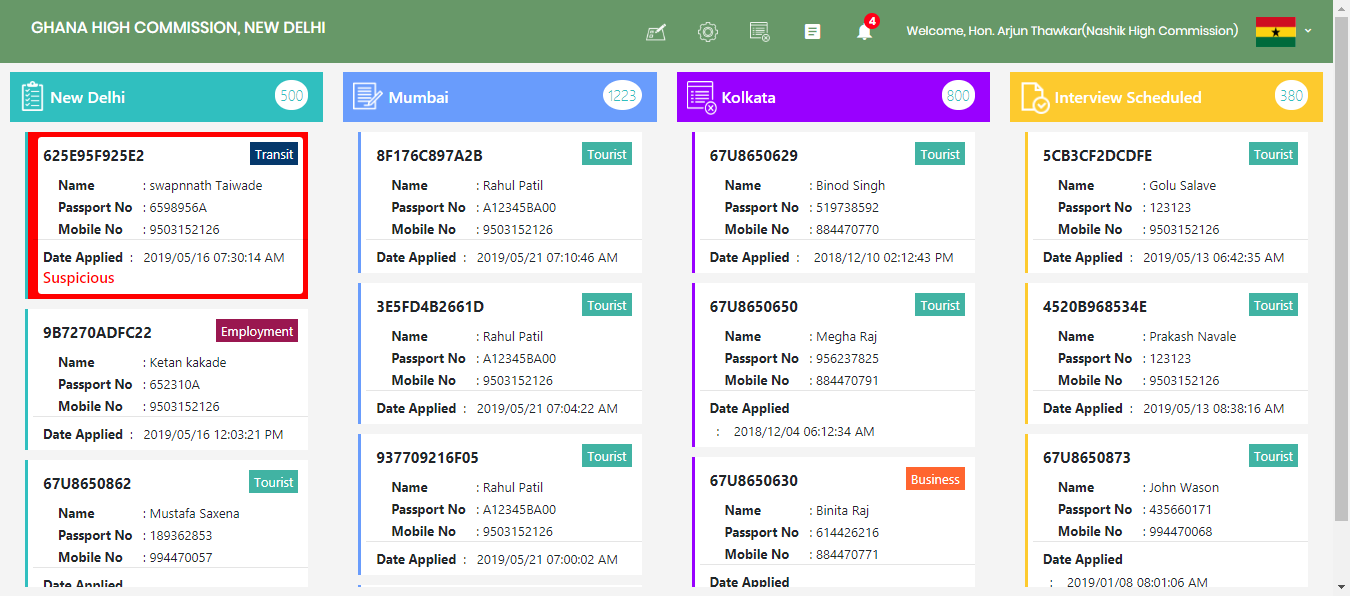 GHANA HIGH COMMISSION, NEW DELHI
4
Welcome, Hon. Arjun Thawkar(Nashik High Commission)
New Delhi 500
625E95F925E2 Transit
Name : swapnnath Taiwade
Passport No : 6598956A
Mobile No : 9503152126
Date Applied : 2019/05/16 07:30:14 AM
Suspicious
9B7270ADFC22 Employment
Name : Ketan kakade
Passport No : 652310A
Mobile No : 9503152126
Date Applied : 2019/05/16 12:03:21 PM
67U8650862 Tourist
Name : Mustafa Saxena
Passport No : 189362853
Mobile No : 994470057
Date Applied
Mumbai 1223
8F176C897A2B Tourist
Name : Rahul Patil
Passport No : A12345BA00
Mobile No : 9503152126
Date Applied : 2019/05/21 07:10:46 AM
3E5FD4B2661D Tourist
Name : Rahul Patil
Passport No : A12345BA00
Mobile No : 9503152126
Date Applied : 2019/05/21 07:04:22 AM
937709216F05 Tourist
Name : Rahul Patil
Passport No : A12345BA00
Mobile No : 9503152126
Date Applied : 2019/05/21 07:00:02 AM
Kolkata 800
67U8650629 Tourist
Name : Binod Singh
Passport No : 519738592
Mobile No : 884470770
Date Applied : 2018/12/10 02:12:43 PM
67U8650650 Tourist
Name : Megha Raj
Passport No : 956237825
Mobile No : 884470791
Date Applied
: 2018/12/04 06:12:34 AM
67U8650630 Business
Name : Binita Raj
Passport No : 614426216
Mobile No : 884470771
Date Applied
Interview Scheduled 380
5CB3CF2DCDFE Tourist
Name : Golu Salave
Passport No : 123123
Mobile No : 9503152126
Date Applied : 2019/05/13 06:42:35 AM
4520B968534E Tourist
Name : Prakash Navale
Passport No : 123123
Mobile No : 9503152126
Date Applied : 2019/05/13 08:38:16 AM
67U8650873 Tourist
Name : John Wason
Passport No : 435660171
Mobile No : 994470068
Date Applied
: 2019/01/08 08:01:06 AM